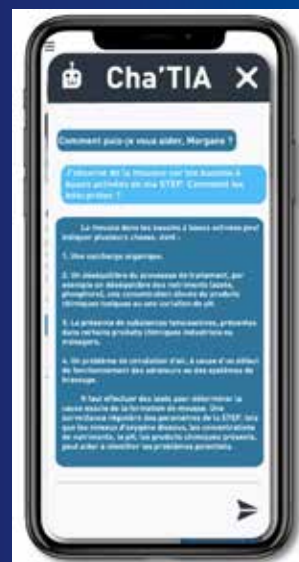 Cha'TIA
Comment puis-je vous aider, Morgane ?
J'observe de la mousse sur les bassins à
boues activées de ma STEP. Comment les
interpréter ?
La mousse dans les bassins à boues activées peut
indiquer plusieurs choses, dont :
1. Une surcharge organique.
2. Un déséquilibre du processus de traitement, par
exemple un déséquilibre des nutriments (azote,
phosphore), une concentration élevée de produits
chimiques toxiques ou une variation de pH.
3. La présence de substances tensioactives, présentes
dans certains produits chimiques industriels ou
ménagers.
4. Un problème de circulation d'air, à cause d'un défaut
de fonctionnement des aérateurs ou des systèmes de
brassage.
Il faut effectuer des tests pour déterminer la
cause exacte de la formation de mousse. Une
surveillance régulière des paramètres de la STEP, tels
que les niveaux d'oxygène dissous, les concentrations
de nutriments, le pH, les produits chimiques présents,
peut aider à identifier les problèmes potentiels.